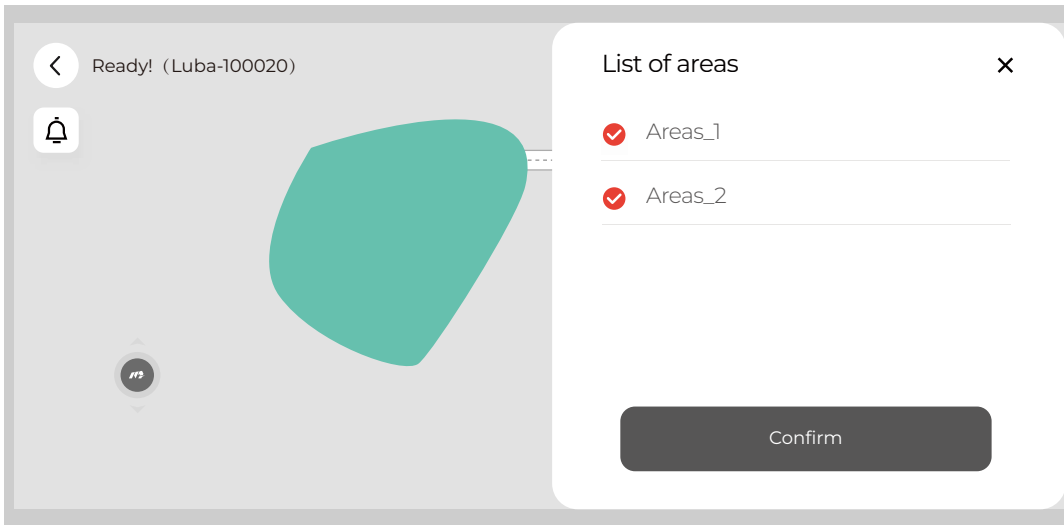 Ready!（Luba-100020）
List of areas
Areas_1
Areas_2
Confirm